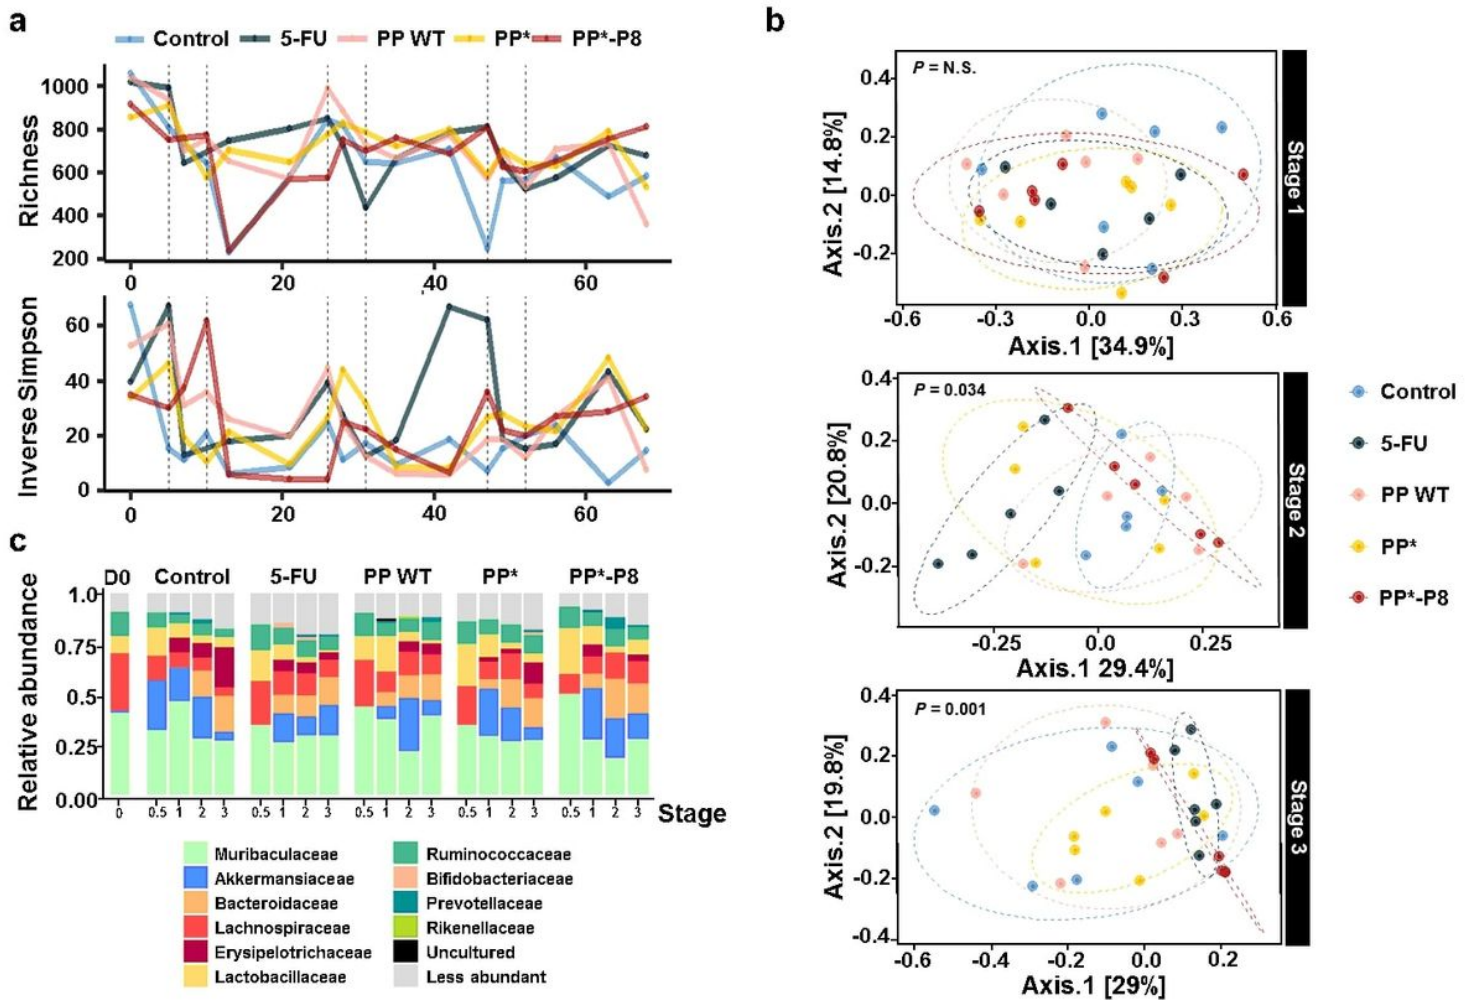 a
Control 5-FU PP WT PP* PP*-P8
Richness
1000
800
600
400
200
0 20 40 60
Inverse Simpson
60
40
20
0
0 20 40 60
b
P = N.S.
Axis.2 [14.8%]
0.4
0.2
0.0
-0.2
-0.6 -0.3 0.0 0.3 0.6
Axis.1 [34.9%]
Stage 1
P = 0.034
Axis.2 [20.8%]
0.4
0.2
0.0
-0.2
-0.25 0.0 0.25
Axis.1 29.4%]
Stage 2
P = 0.001
Axis.2 [19.8%]
0.4
0.2
0.0
-0.2
-0.4
-0.6 -0.4 -0.2 0.0 0.2
Axis.1 [29%]
Stage 3
Control
5-FU
PP WT
PP*
PP*-P8
c
D0 Control 5-FU PP WT PP* PP*-P8
Relative abundance
1.0
0.75
0.5
0.25
0.00
0 0.5 1 2 3 0.5 1 2 3 0.5 1 2 3 0.5 1 2 3 0.5 1 2 3 Stage
Muribaculaceae
Akkermansiaceae
Bacteroidaceae
Lachnospiraceae
Erysipelotrichaceae
Lactobacillaceae
Ruminococcaceae
Bifidobacteriaceae
Prevotellaceae
Rikenellaceae
Uncultured
Less abundant